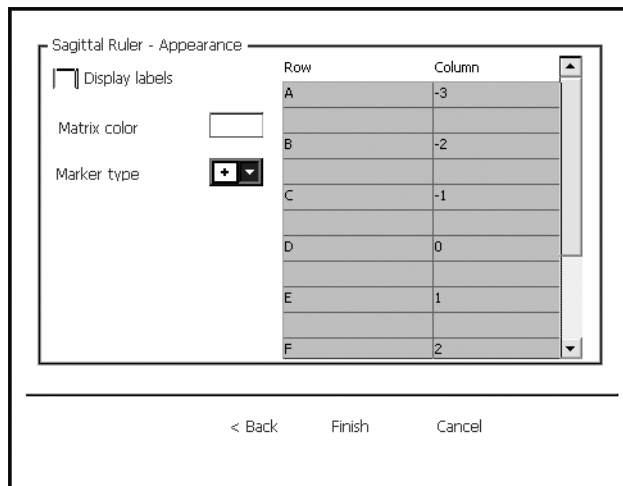 Sagittal Ruler - Appearance
Display labels
Matrix color
Marker type +
Row Column
A -3
B -2
C -1
D 0
E 1
F 2
< Back Finish Cancel